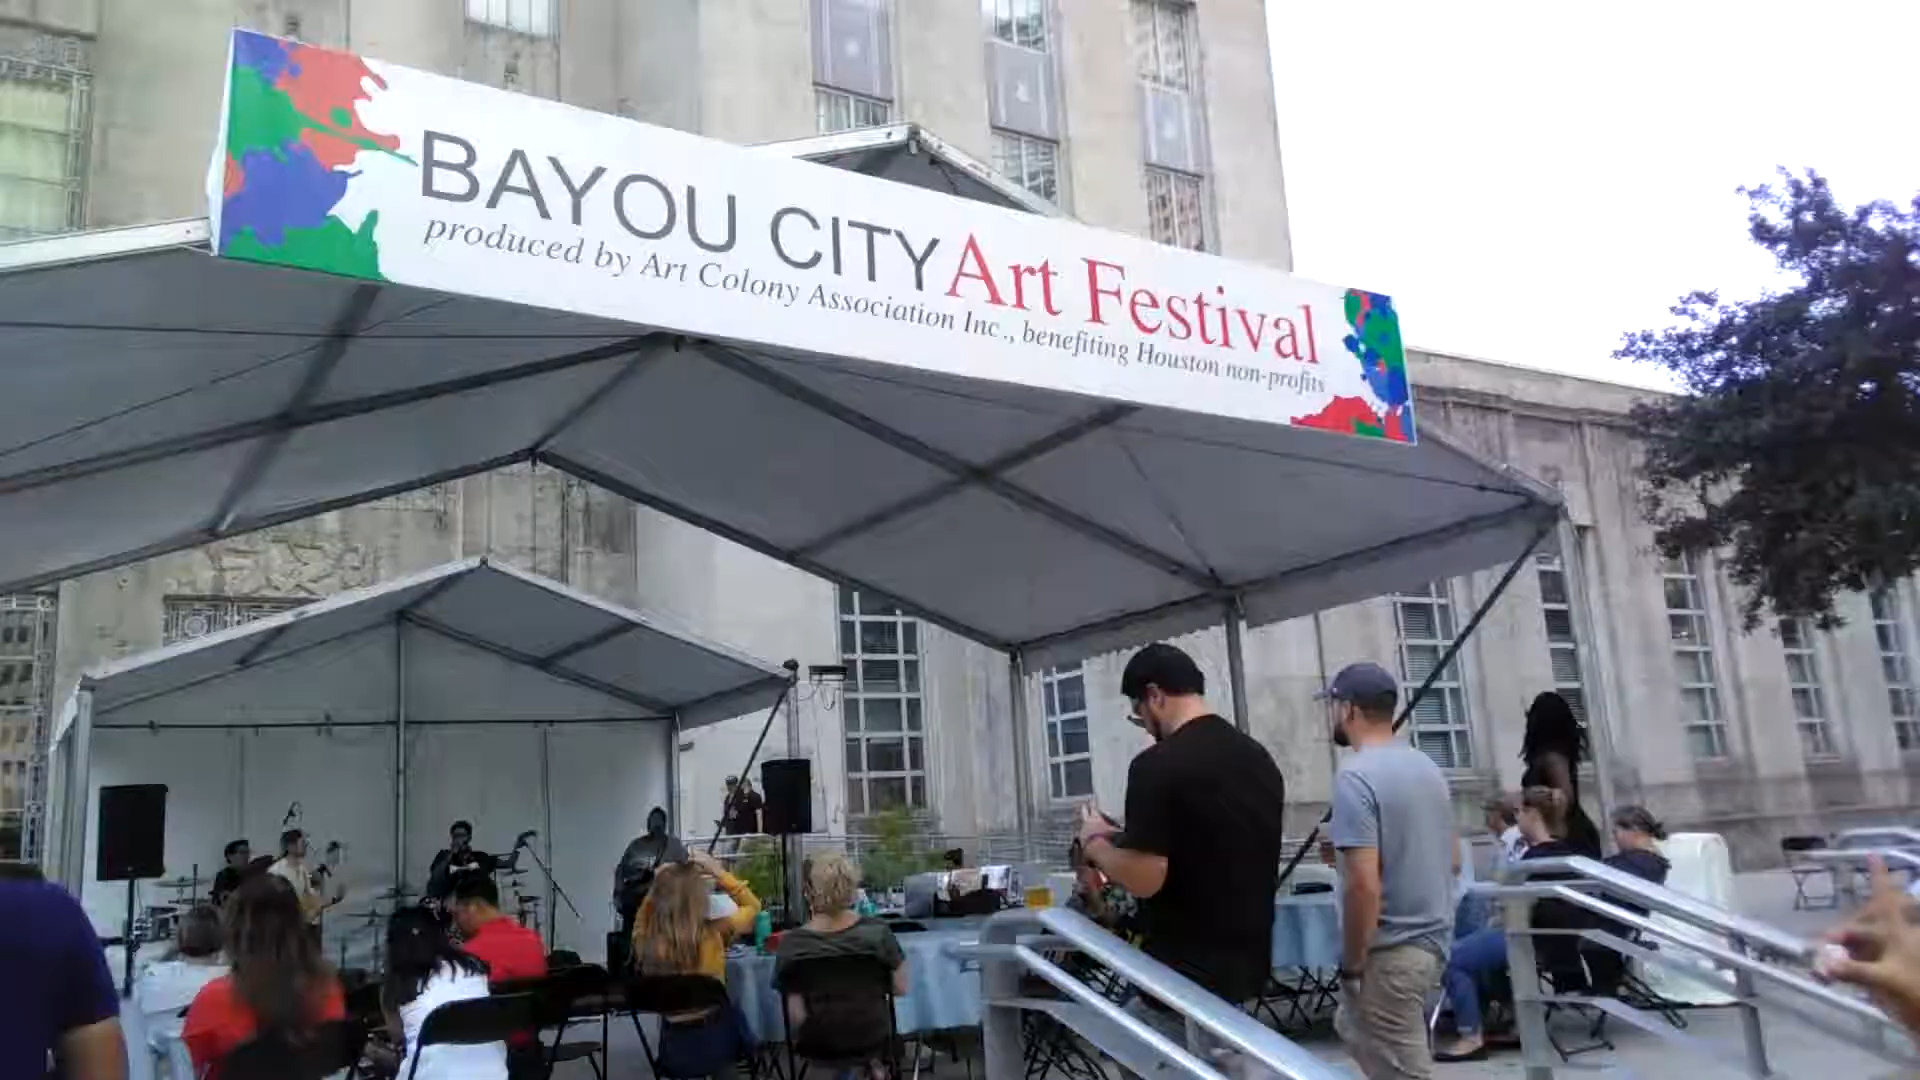 BAYOU CITY Art Festival
produced by Art Colony Association Inc., benefiting Houston non-profits